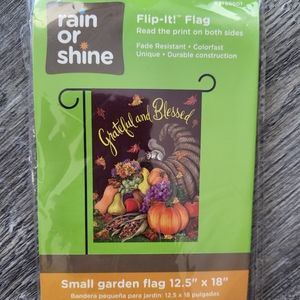 rain
or
shine
Flip-It!™ Flag
Read the print on both sides
Fade Resistant • Colorfast
Unique • Durable construction
Grateful and Blessed
Small garden flag 12.5" x 18"
Bandera pequeña para jardín: 12.5 x 18 pulgadas